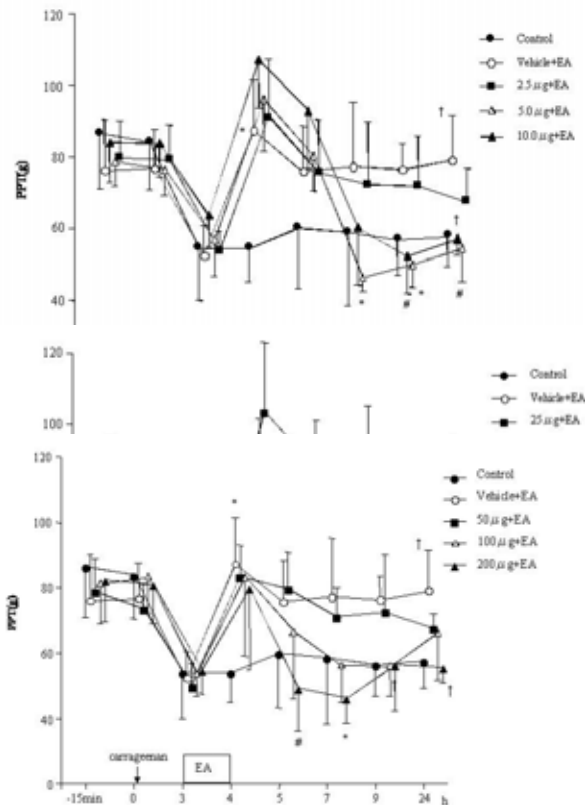 120
100
80
60
40
PPT(g)
Control
Vehicle+EA
2.5μg+EA
5.0μg+EA
10.0μg+EA
*
†
†
*
*
#
*
#
120
100
Control
Vehicle+EA
25μg+EA
120
100
80
60
40
0
PPT(g)
Control
Vehicle+EA
50μg+EA
100μg+EA
200μg+EA
*
†
†
†
#
*
carrageenan
EA
-15min 0 3 4 5 7 9 24 h